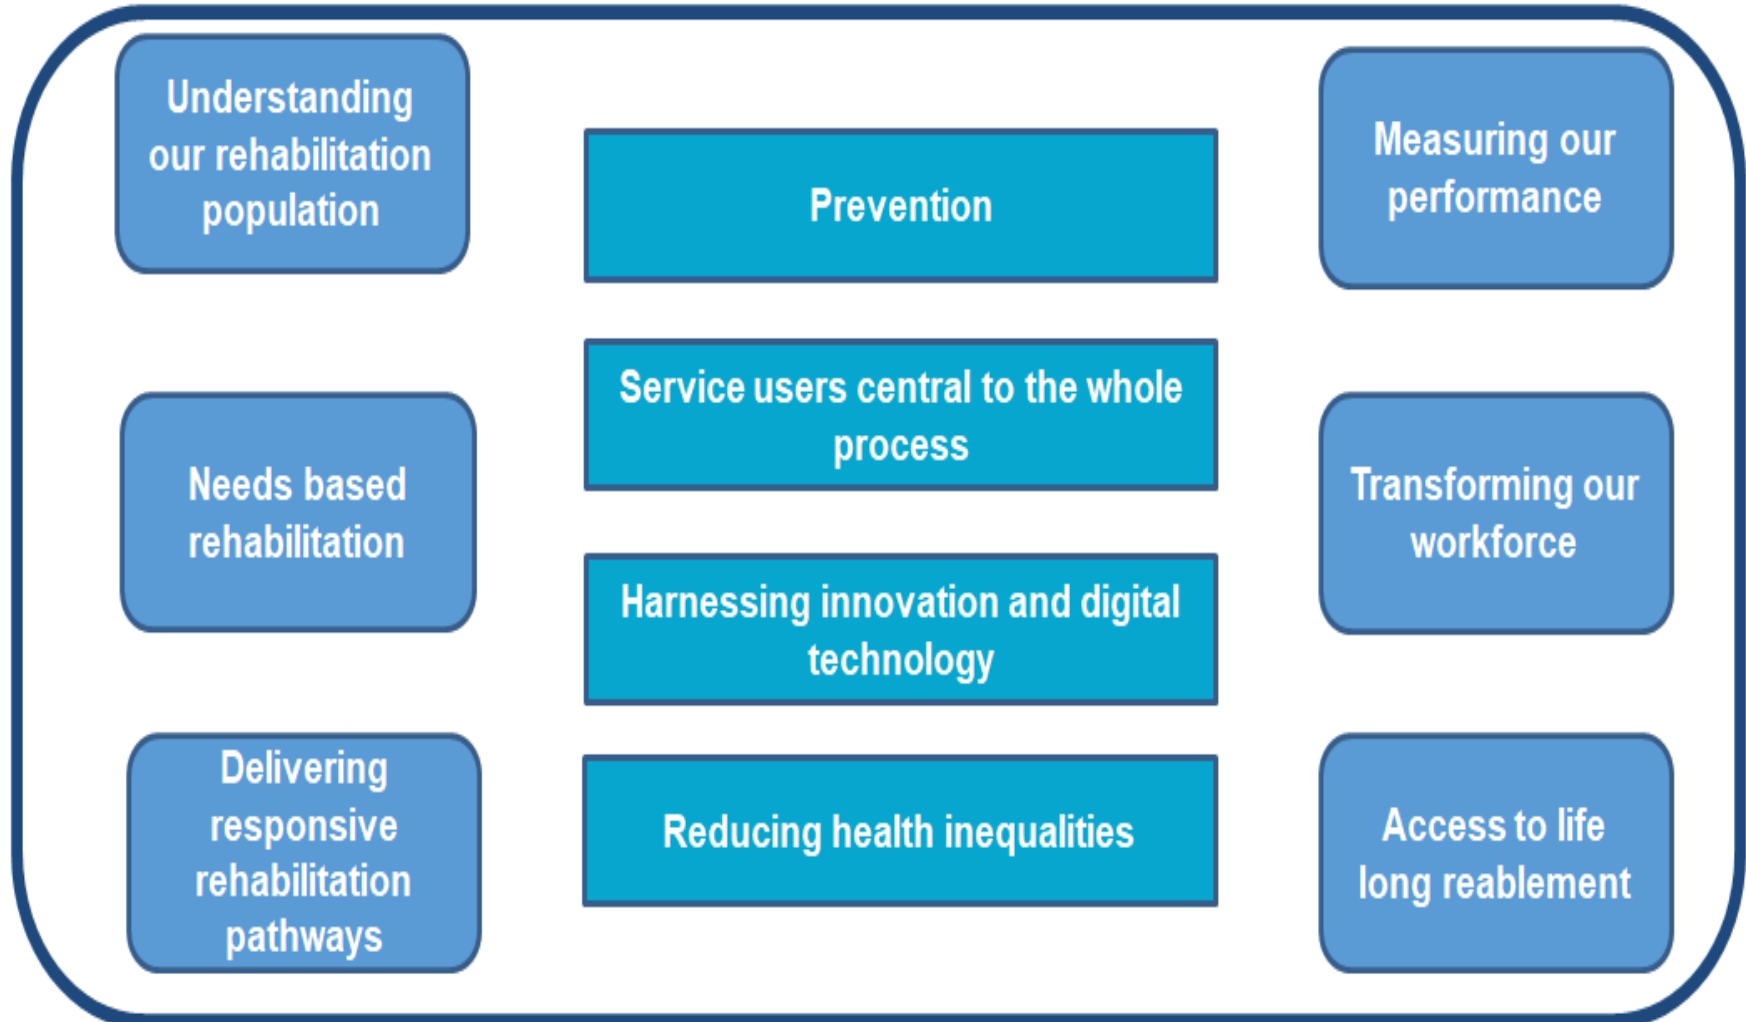 Understanding
our rehabilitation
population
Needs based
rehabilitation
Delivering
responsive
rehabilitation
pathways
Prevention
Service users central to the whole
process
Harnessing innovation and digital
technology
Reducing health inequalities
Measuring our
performance
Transforming our
workforce
Access to life
long reablement